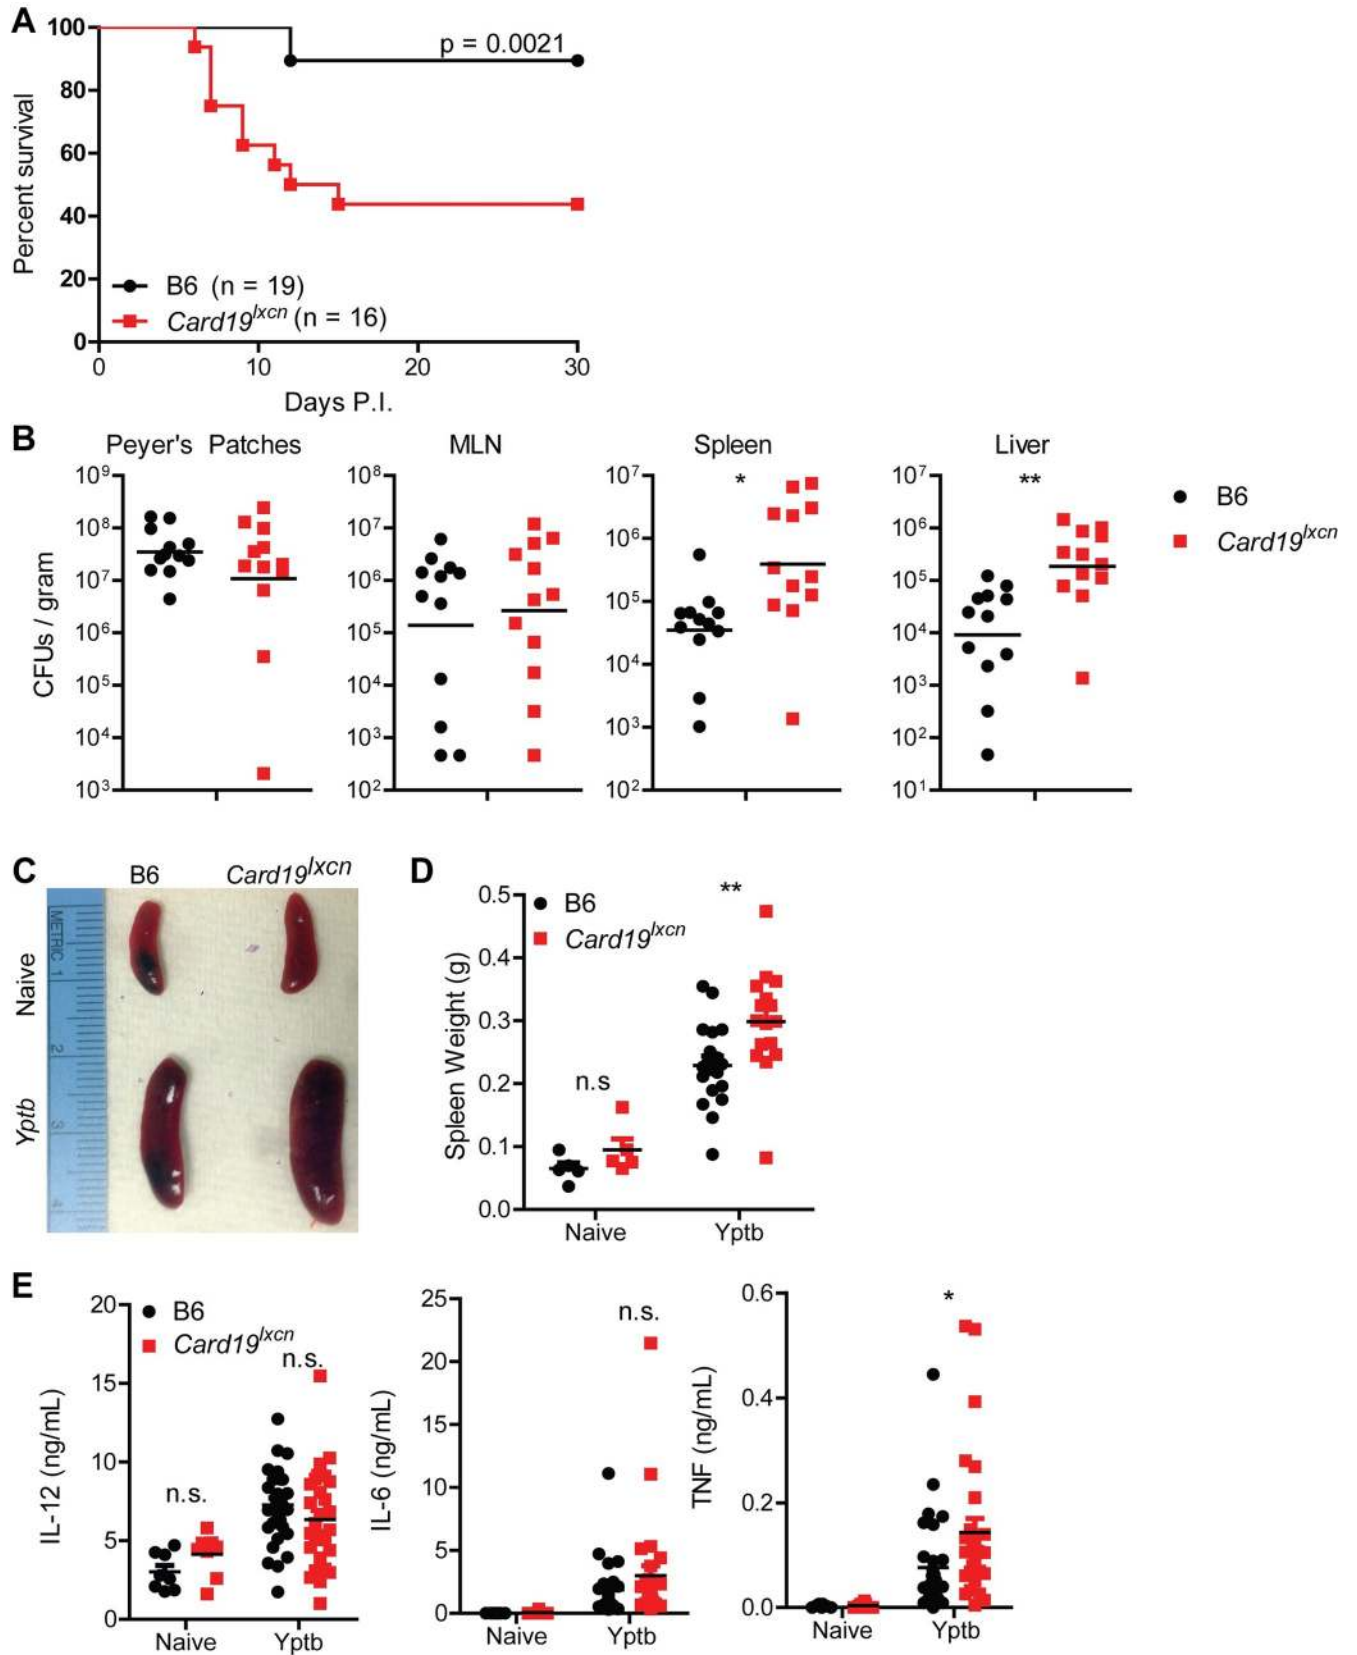 A
100
80
60
40
20
0
Percent survival
p = 0.0021
B6 (n = 19)
Card19lxcn (n = 16)
0 10 20 30
Days P.I.
B
Peyer's Patches
MLN
Spleen
Liver
CFUs / gram
10⁹
10⁸
10⁷
10⁶
10⁵
10⁴
10³
10⁸
10⁷
10⁶
10⁵
10⁴
10³
10²
*
10⁷
10⁶
10⁵
10⁴
10³
10²
**
10⁷
10⁶
10⁵
10⁴
10³
10²
10¹
B6
Card19lxcn
C
B6 Card19lxcn
Naive
Yptb
METRIC 1
2
3
4
D
B6
Card19lxcn
**
n.s
Spleen Weight (g)
0.5
0.4
0.3
0.2
0.1
0.0
Naive Yptb
E
B6
Card19lxcn
n.s.
n.s.
IL-12 (ng/mL)
20
15
10
5
0
Naive Yptb
n.s.
IL-6 (ng/mL)
25
20
15
10
5
0
Naive Yptb
*
TNF (ng/mL)
0.6
0.4
0.2
0.0
Naive Yptb